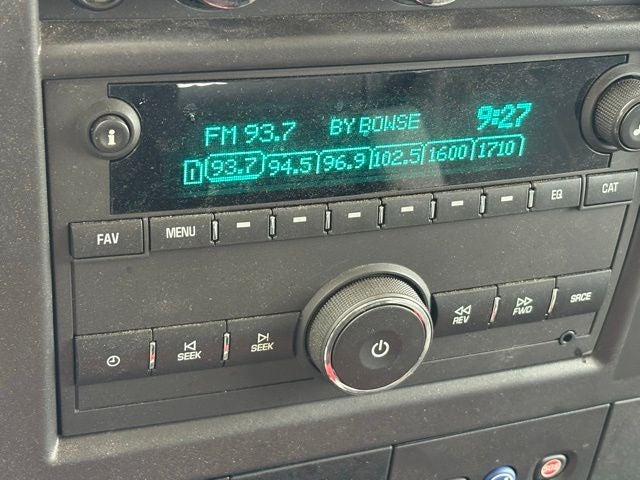 FM 93.7 BY BOWSE 9:27
1 93.7 94.5 96.9 102.5 1600 1710
i
FAV MENU EQ CAT
SEEK SEEK REV FWD SRCE